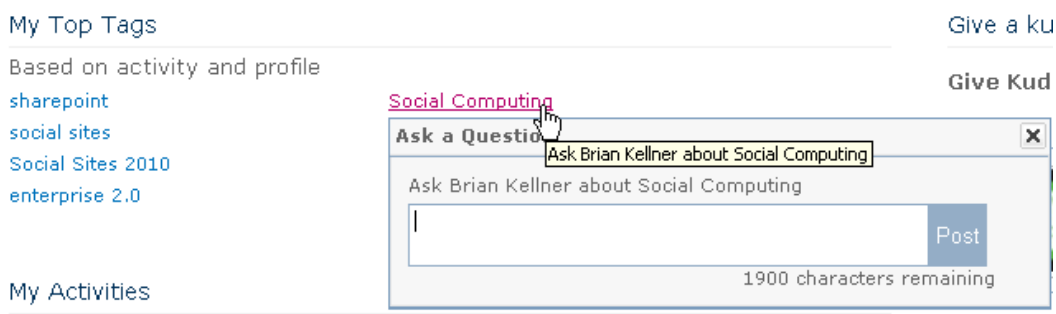 My Top Tags
Based on activity and profile
sharepoint
social sites
Social Sites 2010
enterprise 2.0
Social Computing
Ask a Questio
Ask Brian Kellner about Social Computing
Ask Brian Kellner about Social Computing
Post
1900 characters remaining
My Activities
Give a ku
Give Kud